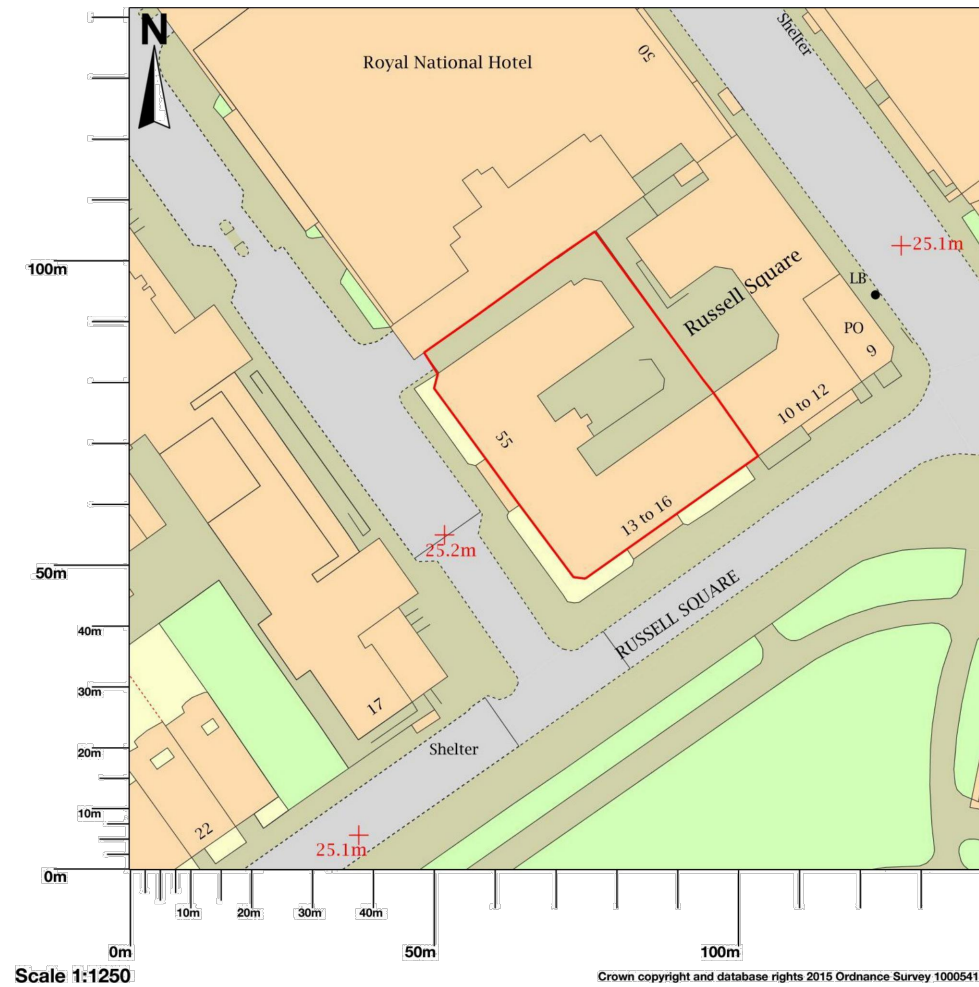 N
Royal National Hotel
50
Shelter
25.1m
LB
Russell Square
PO
9
10 to 12
55
13 to 16
25.2m
RUSSELL SQUARE
17
Shelter
22
25.1m
100m
50m
40m
30m
20m
10m
0m
10m
20m
30m
40m
0m
50m
100m
Scale 1:1250
Crown copyright and database rights 2015 Ordnance Survey 1000541